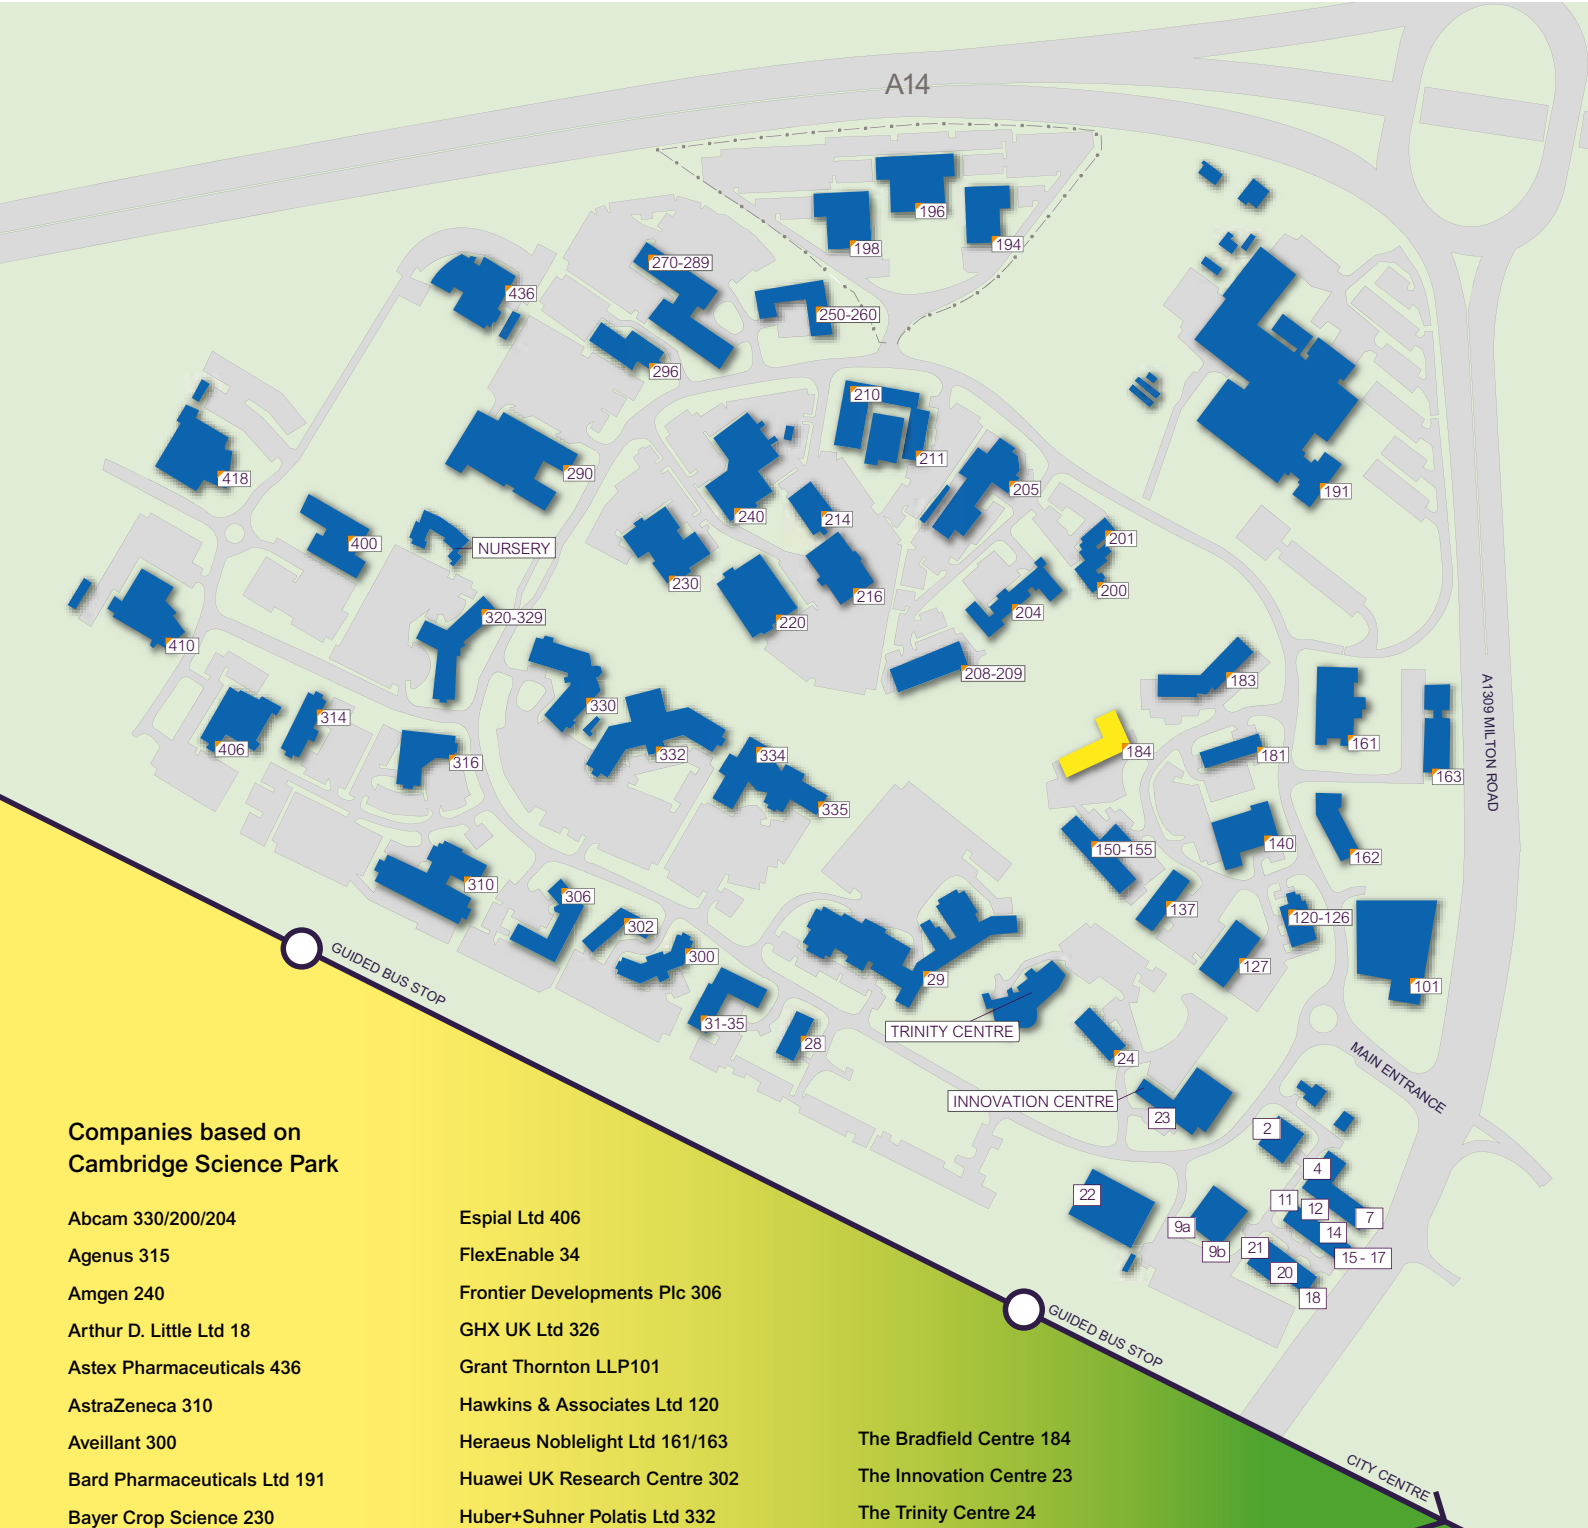 A14
196
198
194
270-289
436
250-260
296
210
211
418
290
205
191
240
214
400
NURSERY
201
230
200
216
204
320-329
220
410
208-209
183
330
314
406
316
332
334
184
161
181
163
A1309 MILTON ROAD
335
150-155
140
162
310
306
137
120-126
302
300
127
29
101
GUIDED BUS STOP
31-35
TRINITY CENTRE
28
24
MAIN ENTRANCE
INNOVATION CENTRE
23
2
4
22
11
12
7
9a
14
9b
21
15 - 17
20
18
GUIDED BUS STOP
CITY CENTRE
Companies based on
Cambridge Science Park
Abcam 330/200/204
Agenus 315
Amgen 240
Arthur D. Little Ltd 18
Astex Pharmaceuticals 436
AstraZeneca 310
Aveillant 300
Bard Pharmaceuticals Ltd 191
Bayer Crop Science 230
Espial Ltd 406
FlexEnable 34
Frontier Developments Plc 306
GHX UK Ltd 326
Grant Thornton LLP101
Hawkins & Associates Ltd 120
Heraeus Noblelight Ltd 161/163
Huawei UK Research Centre 302
Huber+Suhner Polatis Ltd 332
The Bradfield Centre 184
The Innovation Centre 23
The Trinity Centre 24